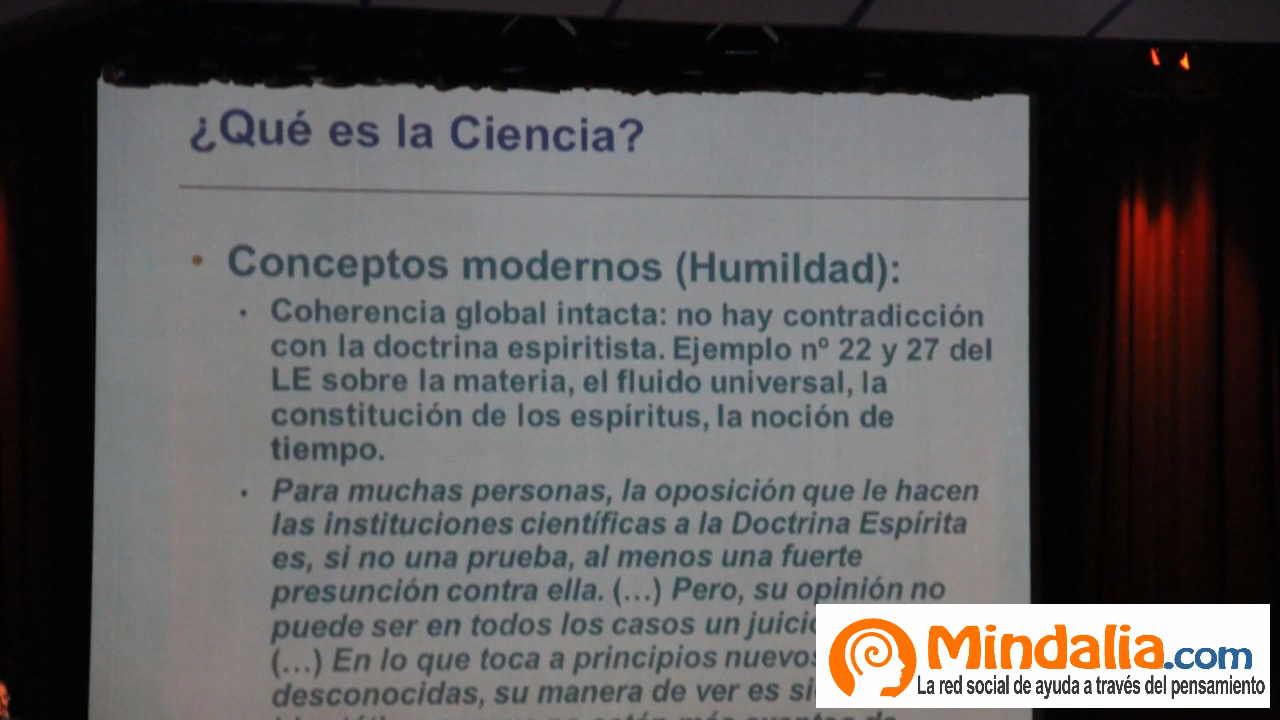 ¿Qué es la Ciencia?
• Conceptos modernos (Humildad):
• Coherencia global intacta: no hay contradicción
con la doctrina espiritista. Ejemplo nº 22 y 27 del
LE sobre la materia, el fluido universal, la
constitución de los espíritus, la noción de
tiempo.
• Para muchas personas, la oposición que le hacen
las instituciones científicas a la Doctrina Espírita
es, si no una prueba, al menos una fuerte
presunción contra ella. (...) Pero, su opinión no
puede ser en todos los casos un
(...) En lo que toca a principios
desconocidas, su manera de ver es
Mindalia.com
La red social de ayuda a través del pensamiento